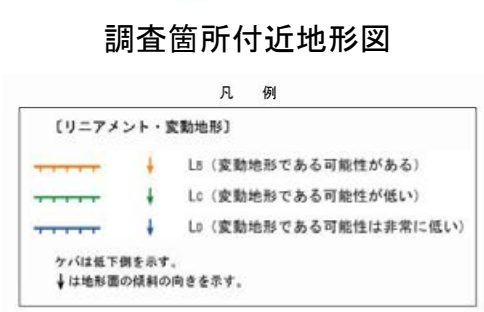 調査箇所付近地形図
凡 例
〔リニアメント・変動地形〕
LB（変動地形である可能性がある）
LC（変動地形である可能性が低い）
LD（変動地形である可能性は非常に低い）
ケバは低下側を示す。
↓は地形面の傾斜の向きを示す。